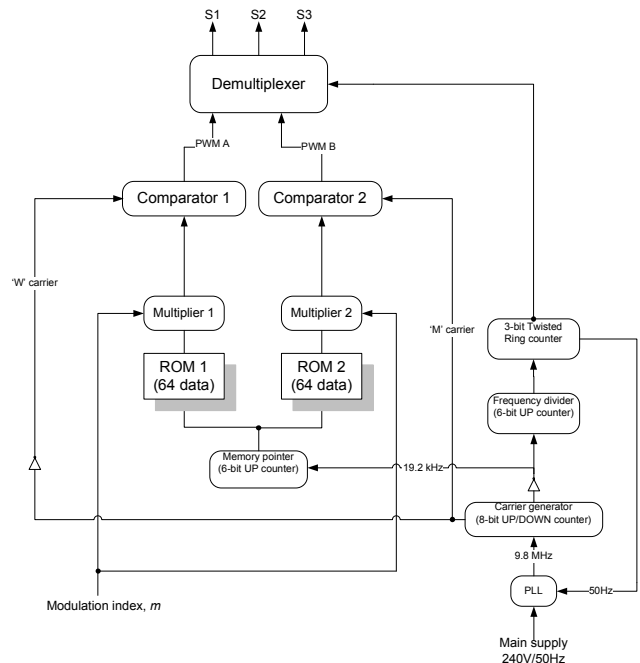 S1 S2 S3
Demultiplexer
PWM A
PWM B
Comparator 1
Comparator 2
'W' carrier
'M' carrier
Multiplier 1
Multiplier 2
3-bit Twisted
Ring counter
ROM 1
(64 data)
ROM 2
(64 data)
Frequency divider
(6-bit UP counter)
Memory pointer
(6-bit UP counter)
19.2 kHz
Carrier generator
(8-bit UP/DOWN counter)
9.8 MHz
PLL
50Hz
Modulation index, m
Main supply
240V/50Hz